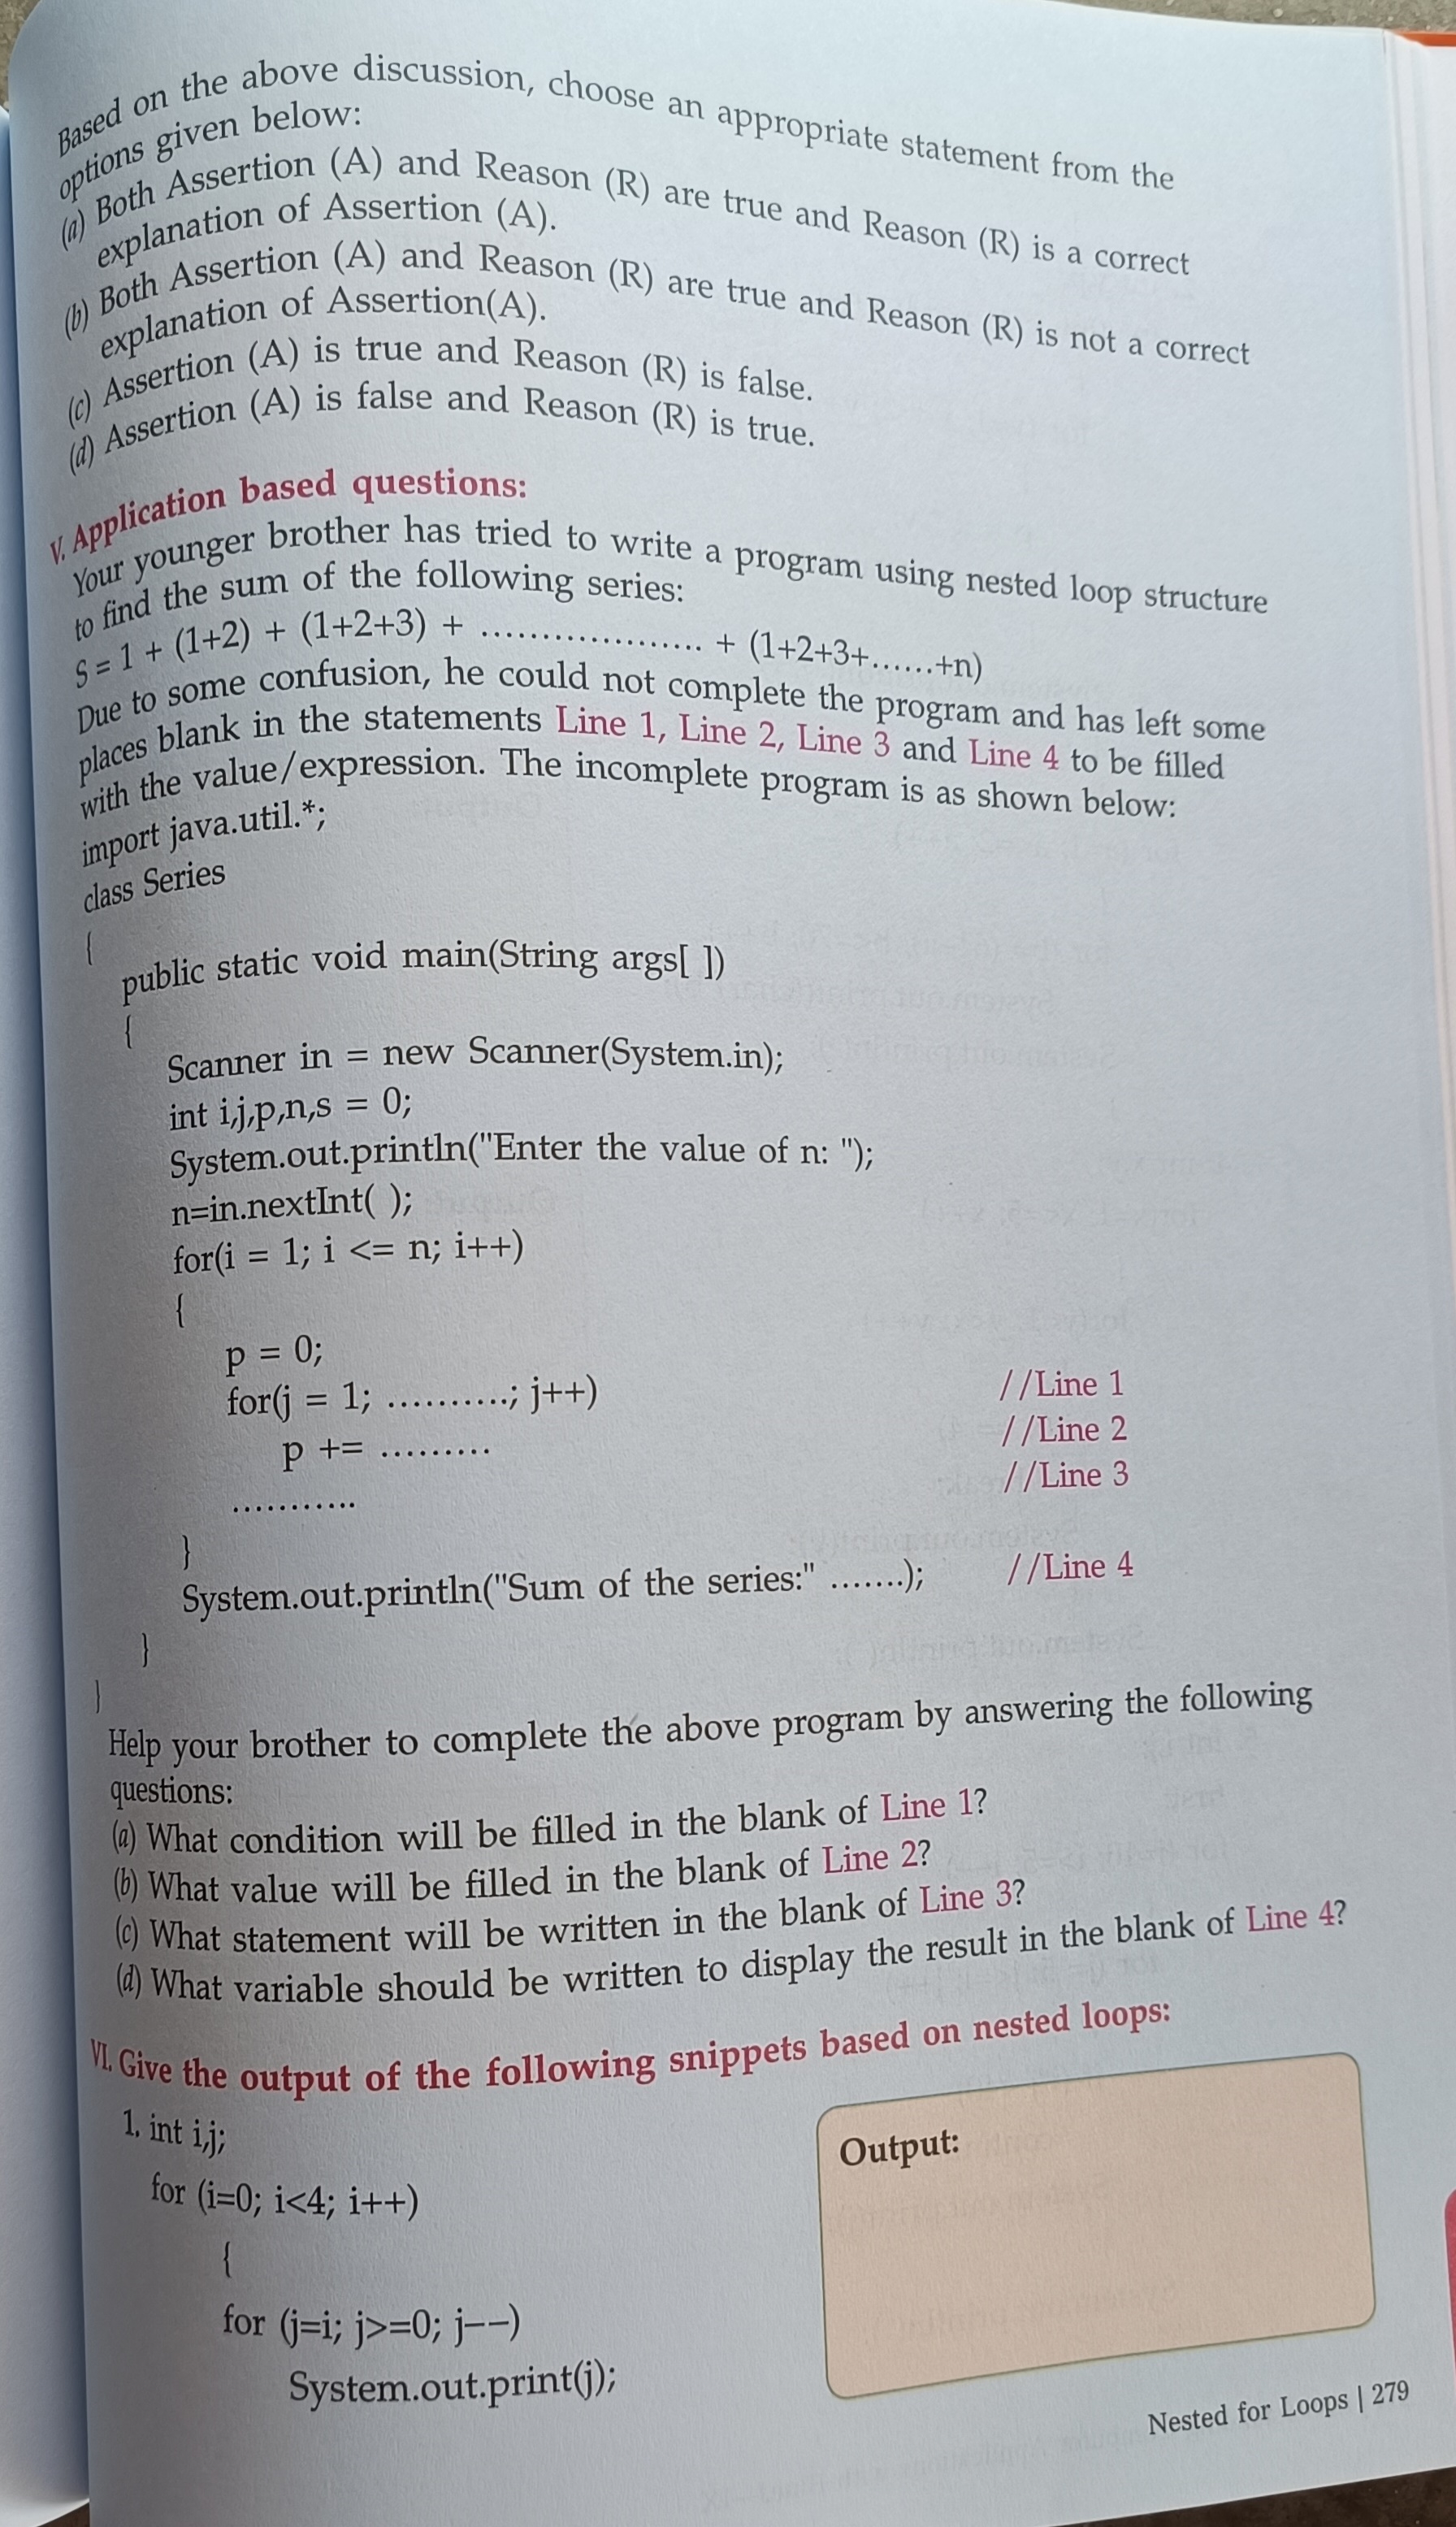 Based on the above discussion, choose an appropriate statement from the
options given below:
(a) Both Assertion (A) and Reason (R) are true and Reason (R) is a correct
explanation of Assertion (A).
(b) Both Assertion (A) and Reason (R) are true and Reason (R) is not a correct
explanation of Assertion(A).
(c) Assertion (A) is true and Reason (R) is false.
(d) Assertion (A) is false and Reason (R) is true.
V. Application based questions:
Your younger brother has tried to write a program using nested loop structure
to find the sum of the following series:
S = 1 + (1+2) + (1+2+3) + .................... + (1+2+3+......+n)
Due to some confusion, he could not complete the program and has left some
places blank in the statements Line 1, Line 2, Line 3 and Line 4 to be filled
with the value/expression. The incomplete program is as shown below:
import java.util.*;
class Series
{
public static void main(String args[ ])
{
Scanner in = new Scanner(System.in);
int i,j,p,n,s = 0;
System.out.println("Enter the value of n: ");
n=in.nextInt( );
for(i = 1; i <= n; i++)
{
p = 0;
for(j = 1; ..........; j++) //Line 1
p += ......... //Line 2
........... //Line 3
}
System.out.println("Sum of the series:" .......); //Line 4
}
}
Help your brother to complete the above program by answering the following
questions:
(a) What condition will be filled in the blank of Line 1?
(b) What value will be filled in the blank of Line 2?
(c) What statement will be written in the blank of Line 3?
(d) What variable should be written to display the result in the blank of Line 4?
VI. Give the output of the following snippets based on nested loops:
1. int i,j;
for (i=0; i<4; i++)
{
for (j=i; j>=0; j--)
System.out.print(j);
Output:
Nested for Loops | 279